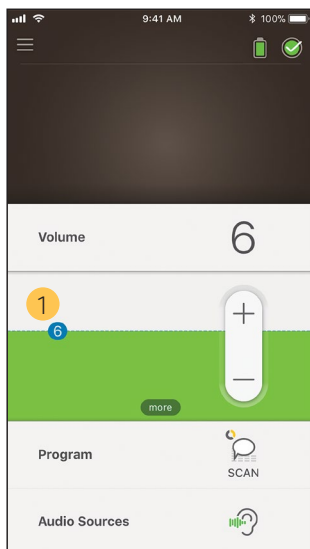 9:41 AM
100%
Volume
6
1
6
more
Program
SCAN
Audio Sources